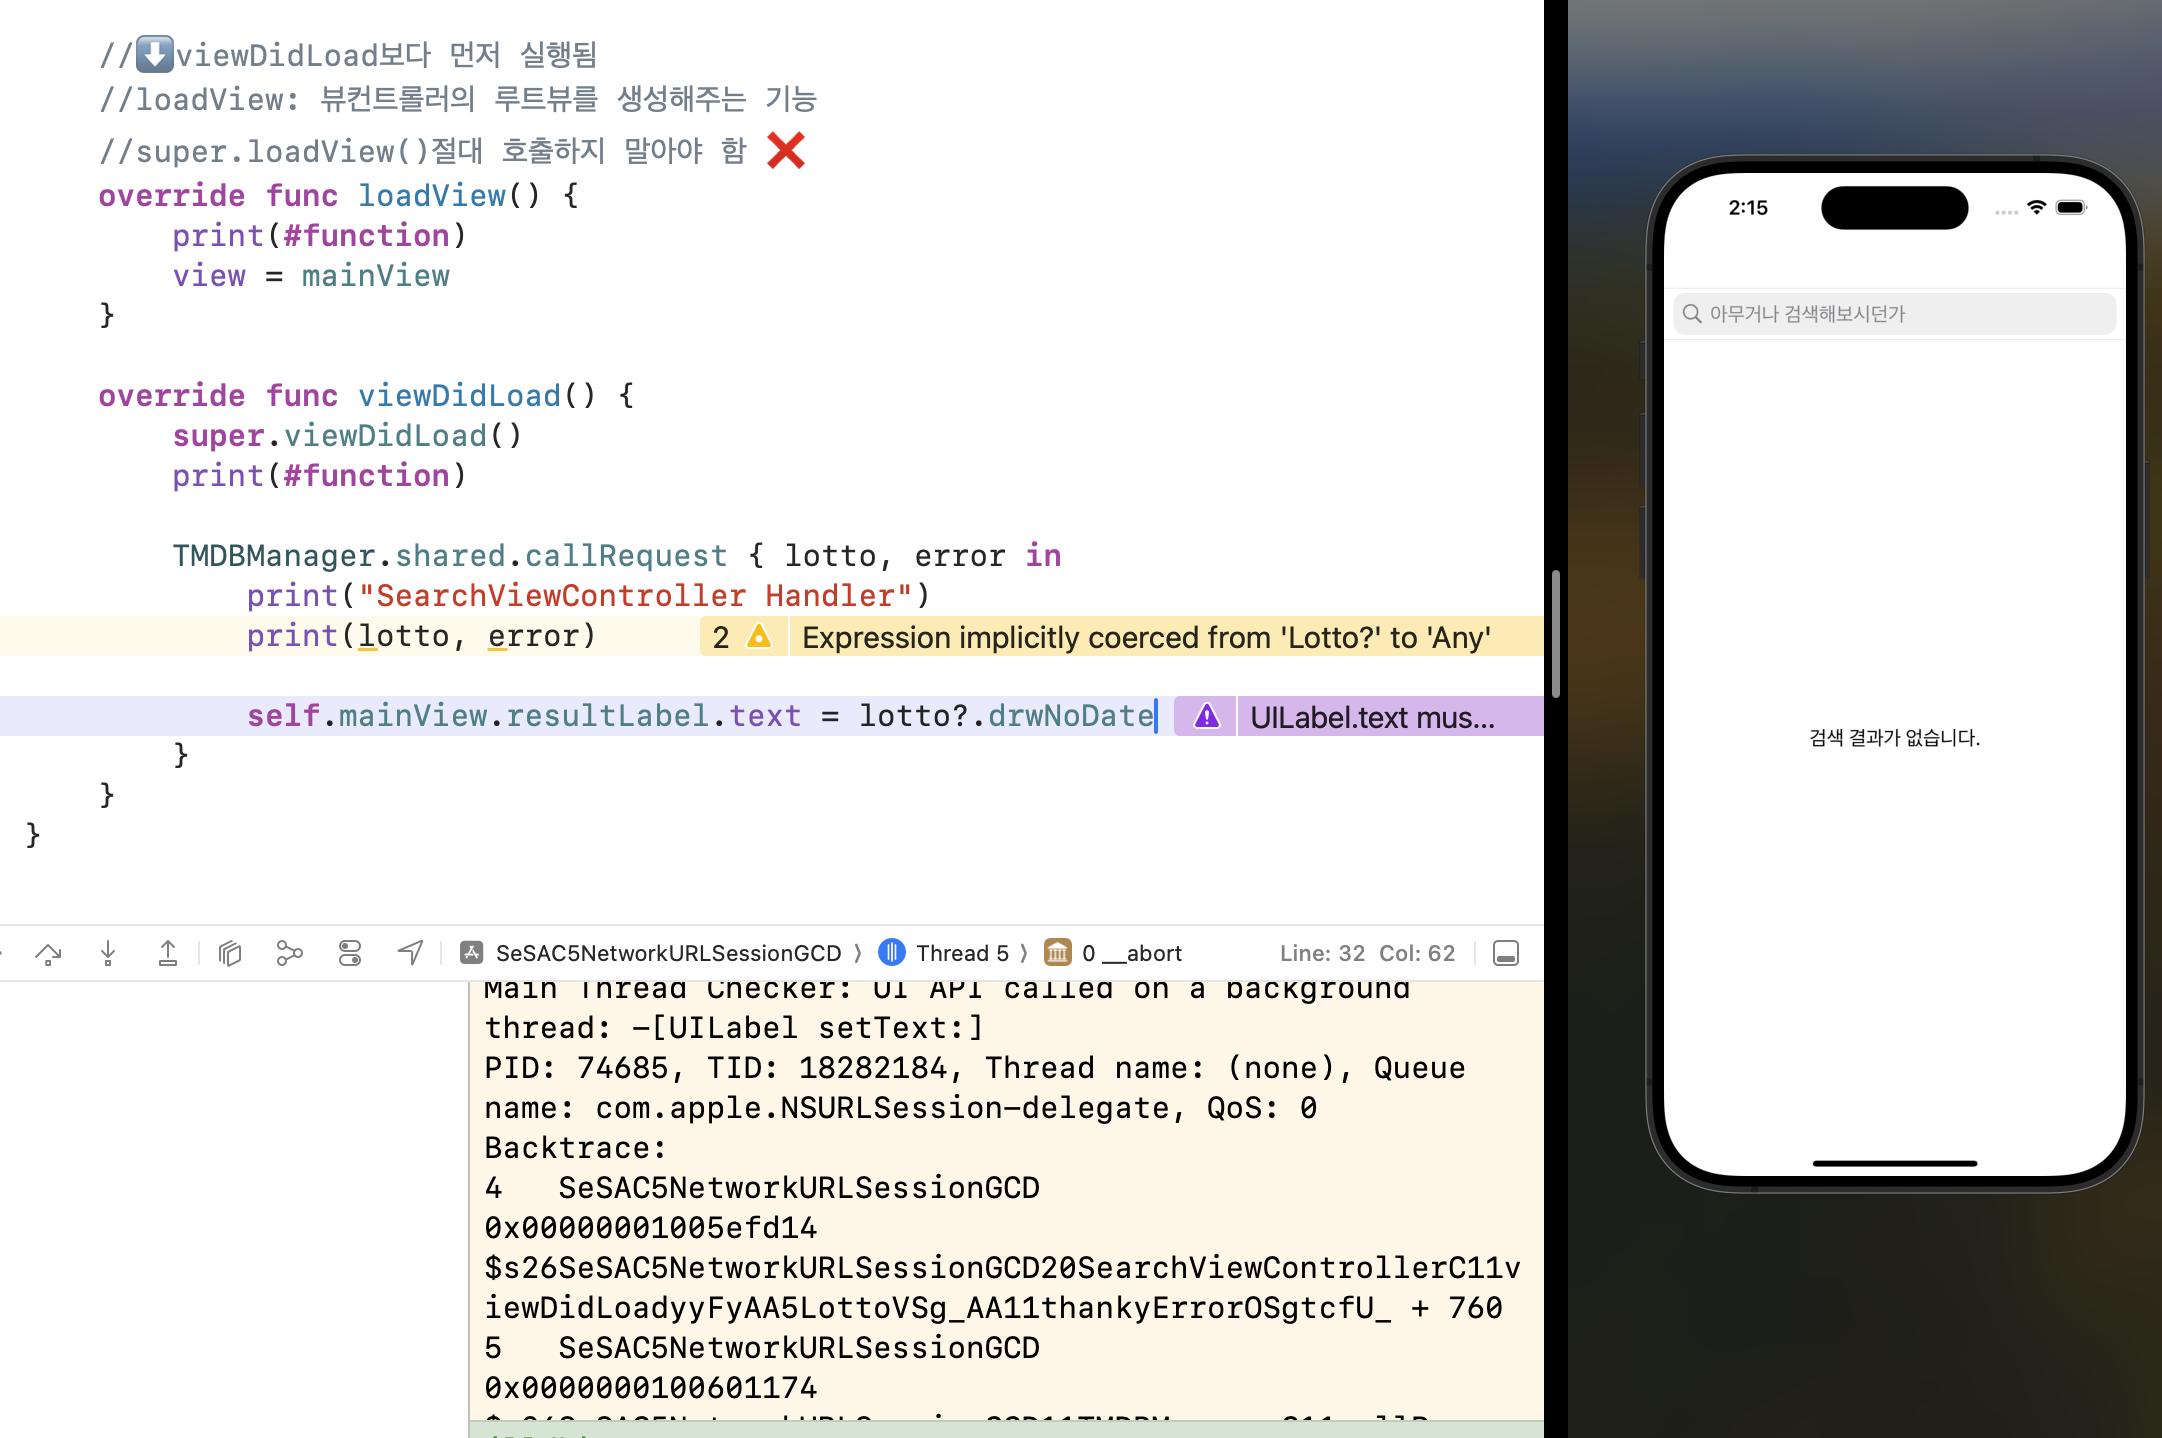 //⬇️viewDidLoad보다 먼저 실행됨
//loadView: 뷰컨트롤러의 루트뷰를 생성해주는 기능
//super.loadView()절대 호출하지 말아야 함 ❌
override func loadView() {
print(#function)
view = mainView
}
override func viewDidLoad() {
super.viewDidLoad()
print(#function)
TMDBManager.shared.callRequest { lotto, error in
print("SearchViewController Handler")
print(lotto, error) 2 Expression implicitly coerced from 'Lotto?' to 'Any'
self.mainView.resultLabel.text = lotto?.drwNoDate UILabel.text mus...
}
}
}
SeSAC5NetworkURLSessionGCD ⟩ Thread 5 ⟩ 0 __abort Line: 32 Col: 62
Main Thread Checker: UI API called on a background
thread: -[UILabel setText:]
PID: 74685, TID: 18282184, Thread name: (none), Queue
name: com.apple.NSURLSession-delegate, QoS: 0
Backtrace:
4 SeSAC5NetworkURLSessionGCD
0x00000001005efd14
$s26SeSAC5NetworkURLSessionGCD20SearchViewControllerC11v
iewDidLoadyyFyAA5LottoVSg_AA11thankyErrorOSgtcfU_ + 760
5 SeSAC5NetworkURLSessionGCD
0x0000000100601174
2:15
아무거나 검색해보시던가
검색 결과가 없습니다.